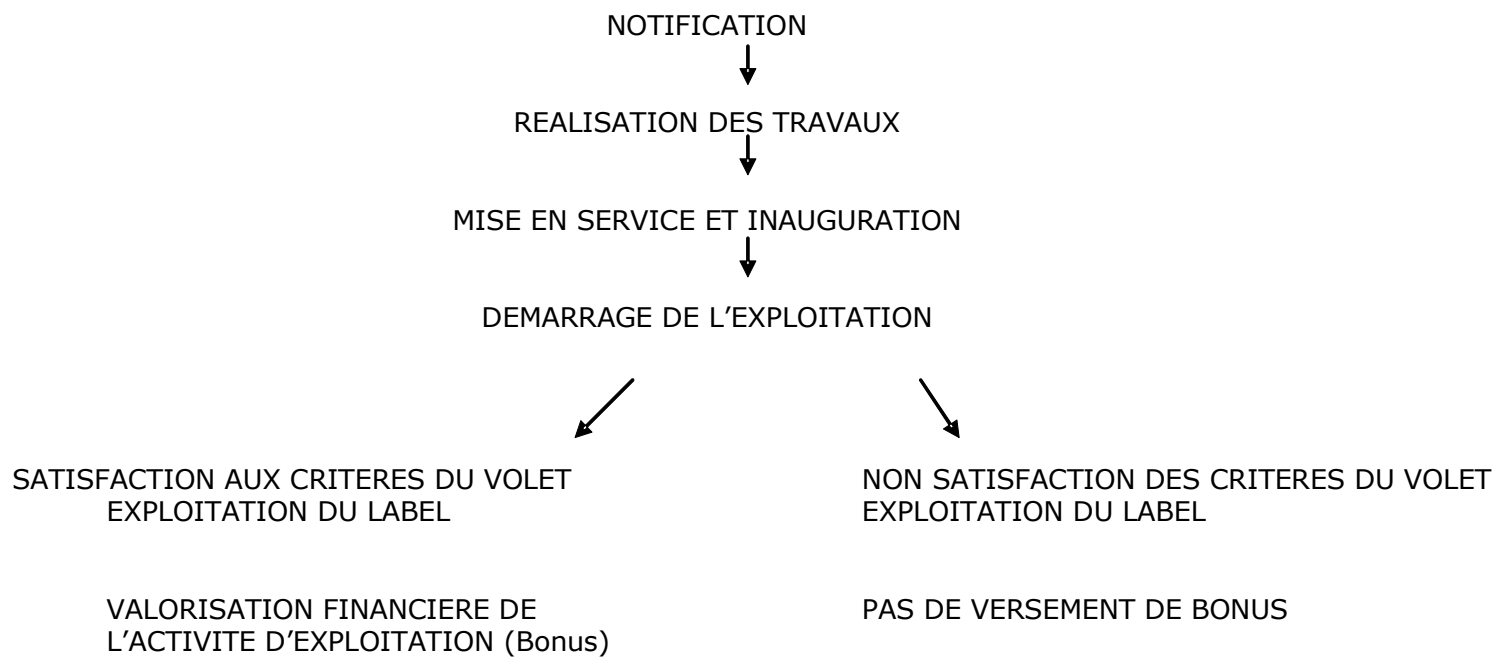 NOTIFICATION
REALISATION DES TRAVAUX
MISE EN SERVICE ET INAUGURATION
DEMARRAGE DE L’EXPLOITATION
SATISFACTION AUX CRITERES DU VOLET
EXPLOITATION DU LABEL
NON SATISFACTION DES CRITERES DU VOLET
EXPLOITATION DU LABEL
VALORISATION FINANCIERE DE
L’ACTIVITE D’EXPLOITATION (Bonus)
PAS DE VERSEMENT DE BONUS